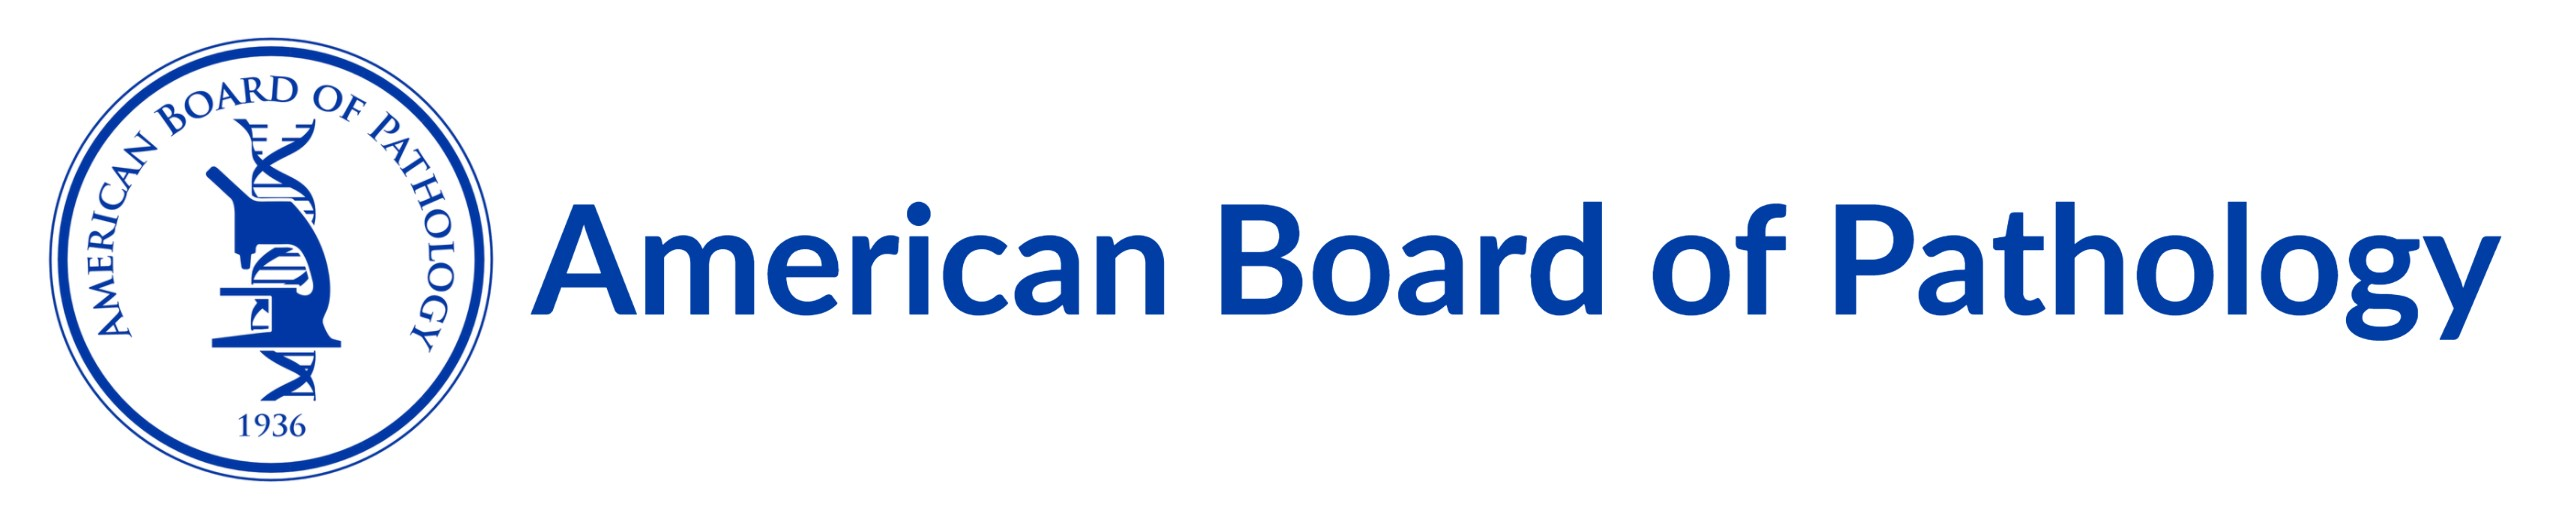 AMERICAN BOARD OF PATHOLOGY
1936
American Board of Pathology